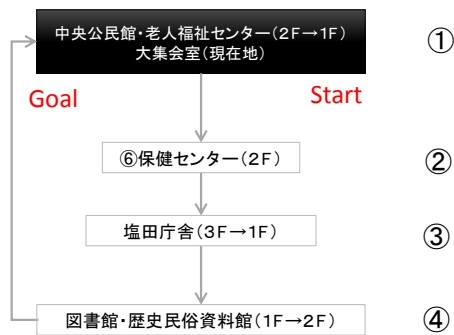 中央公民館・老人福祉センター(2F→1F)
大集会室(現在地)
①
Goal
Start
⑥保健センター(2F)
②
塩田庁舎(3F→1F)
③
図書館・歴史民俗資料館(1F→2F)
④